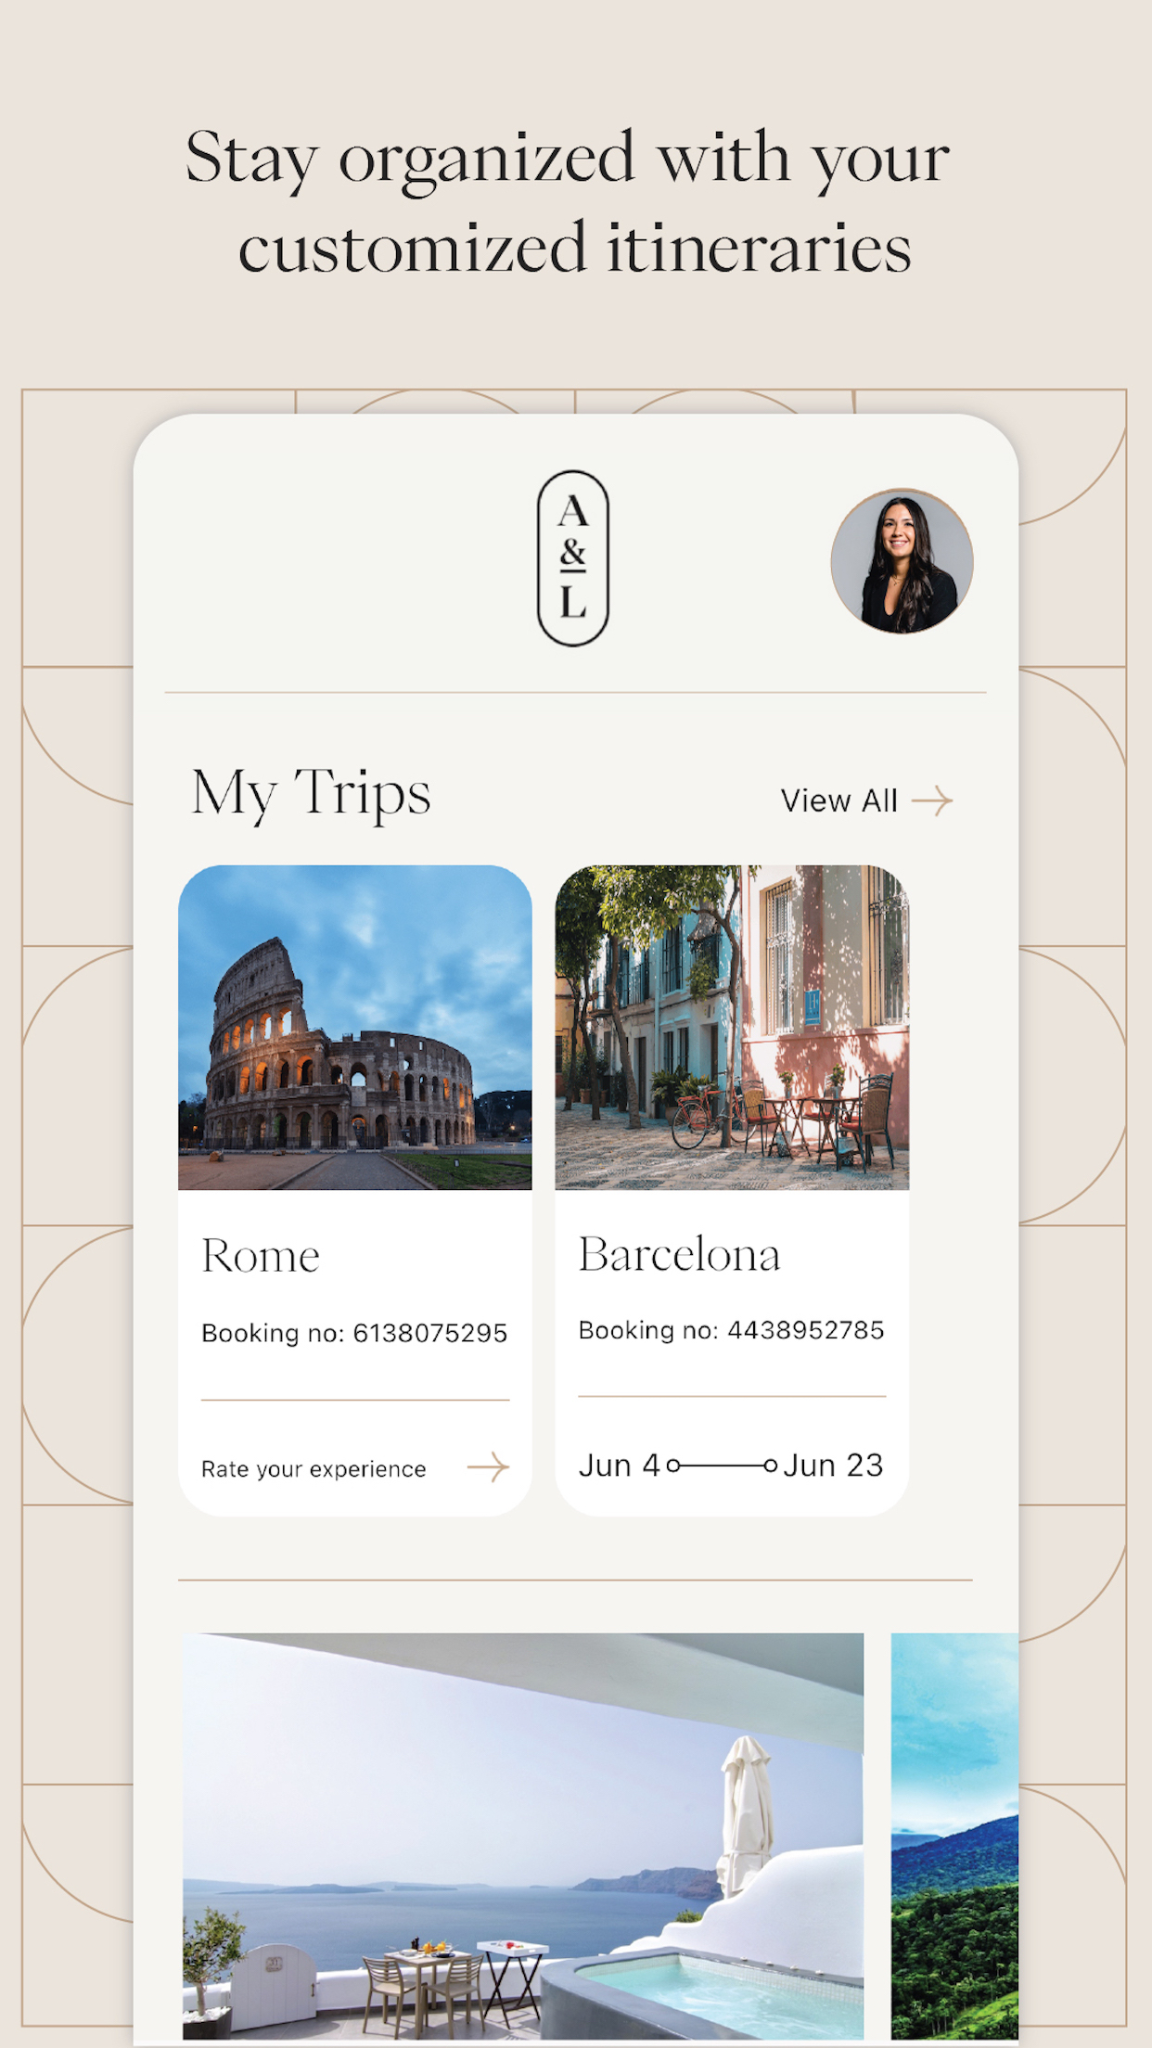 Stay organized with your
customized itineraries
A
&
L
My Trips
View All
Rome
Booking no: 6138075295
Rate your experience
Barcelona
Booking no: 4438952785
Jun 4
Jun 23